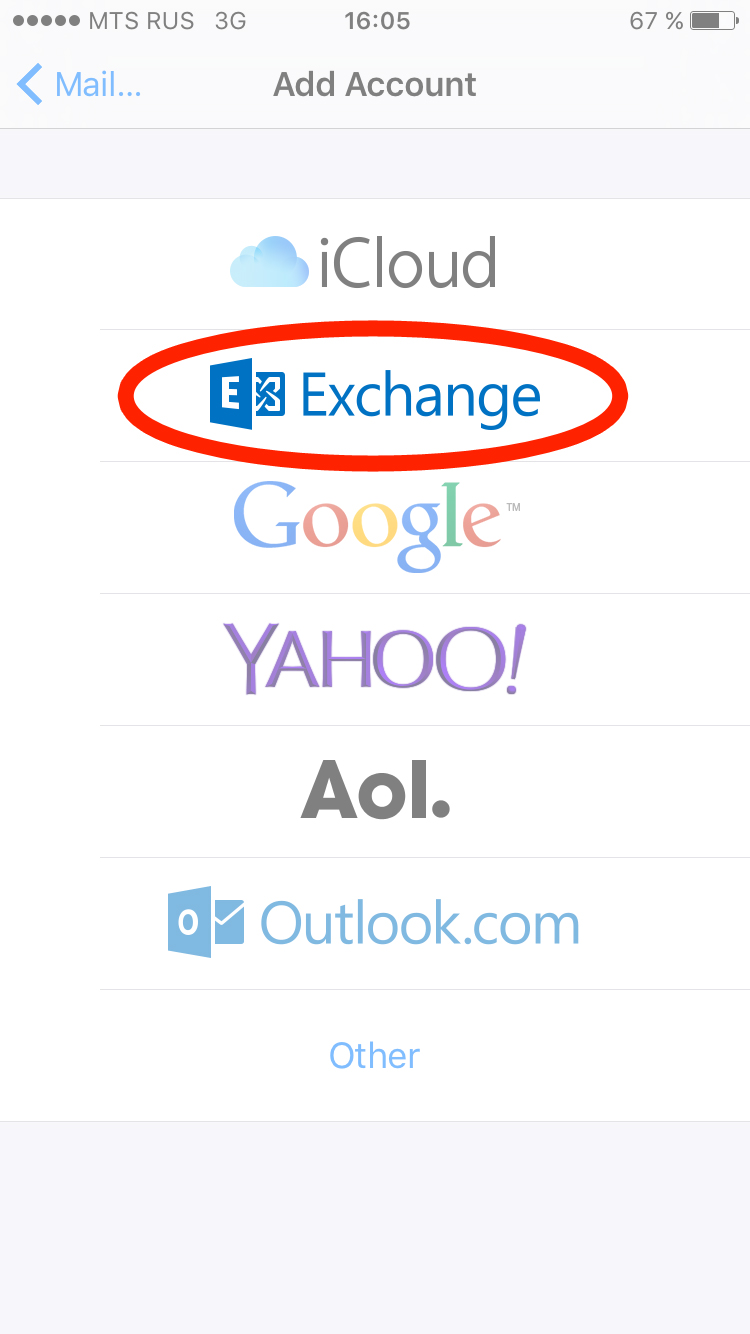 MTS RUS 3G 16:05 67 %
Mail... Add Account
iCloud
E Exchange
Google™
YAHOO!
Aol.
O Outlook.com
Other